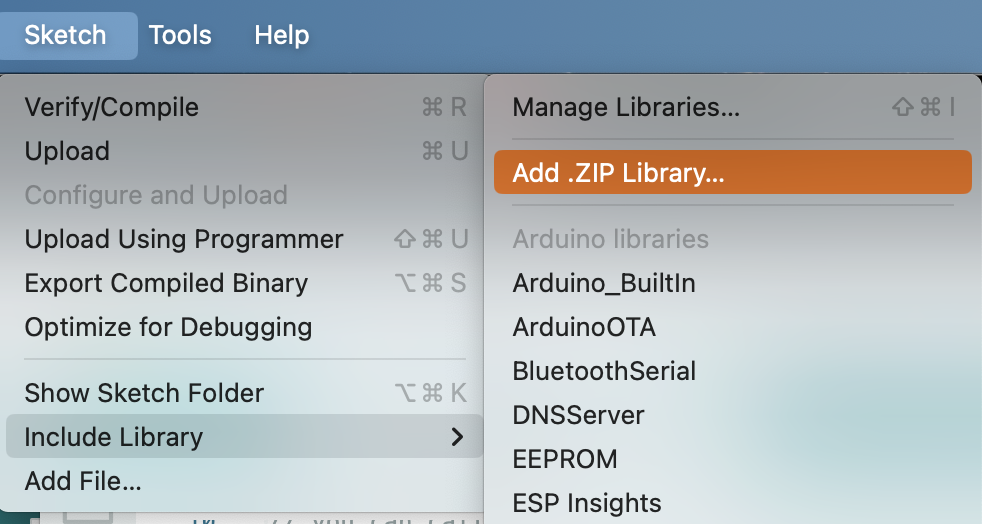 Sketch Tools Help
Verify/Compile ⌘ R
Upload ⌘ U
Configure and Upload
Upload Using Programmer ⇧ ⌘ U
Export Compiled Binary ⌥ ⌘ S
Optimize for Debugging
Show Sketch Folder ⌥ ⌘ K
Include Library >
Add File...
Manage Libraries... ⇧ ⌘ I
Add .ZIP Library...
Arduino libraries
Arduino_BuiltIn
ArduinoOTA
BluetoothSerial
DNSServer
EEPROM
ESP Insights